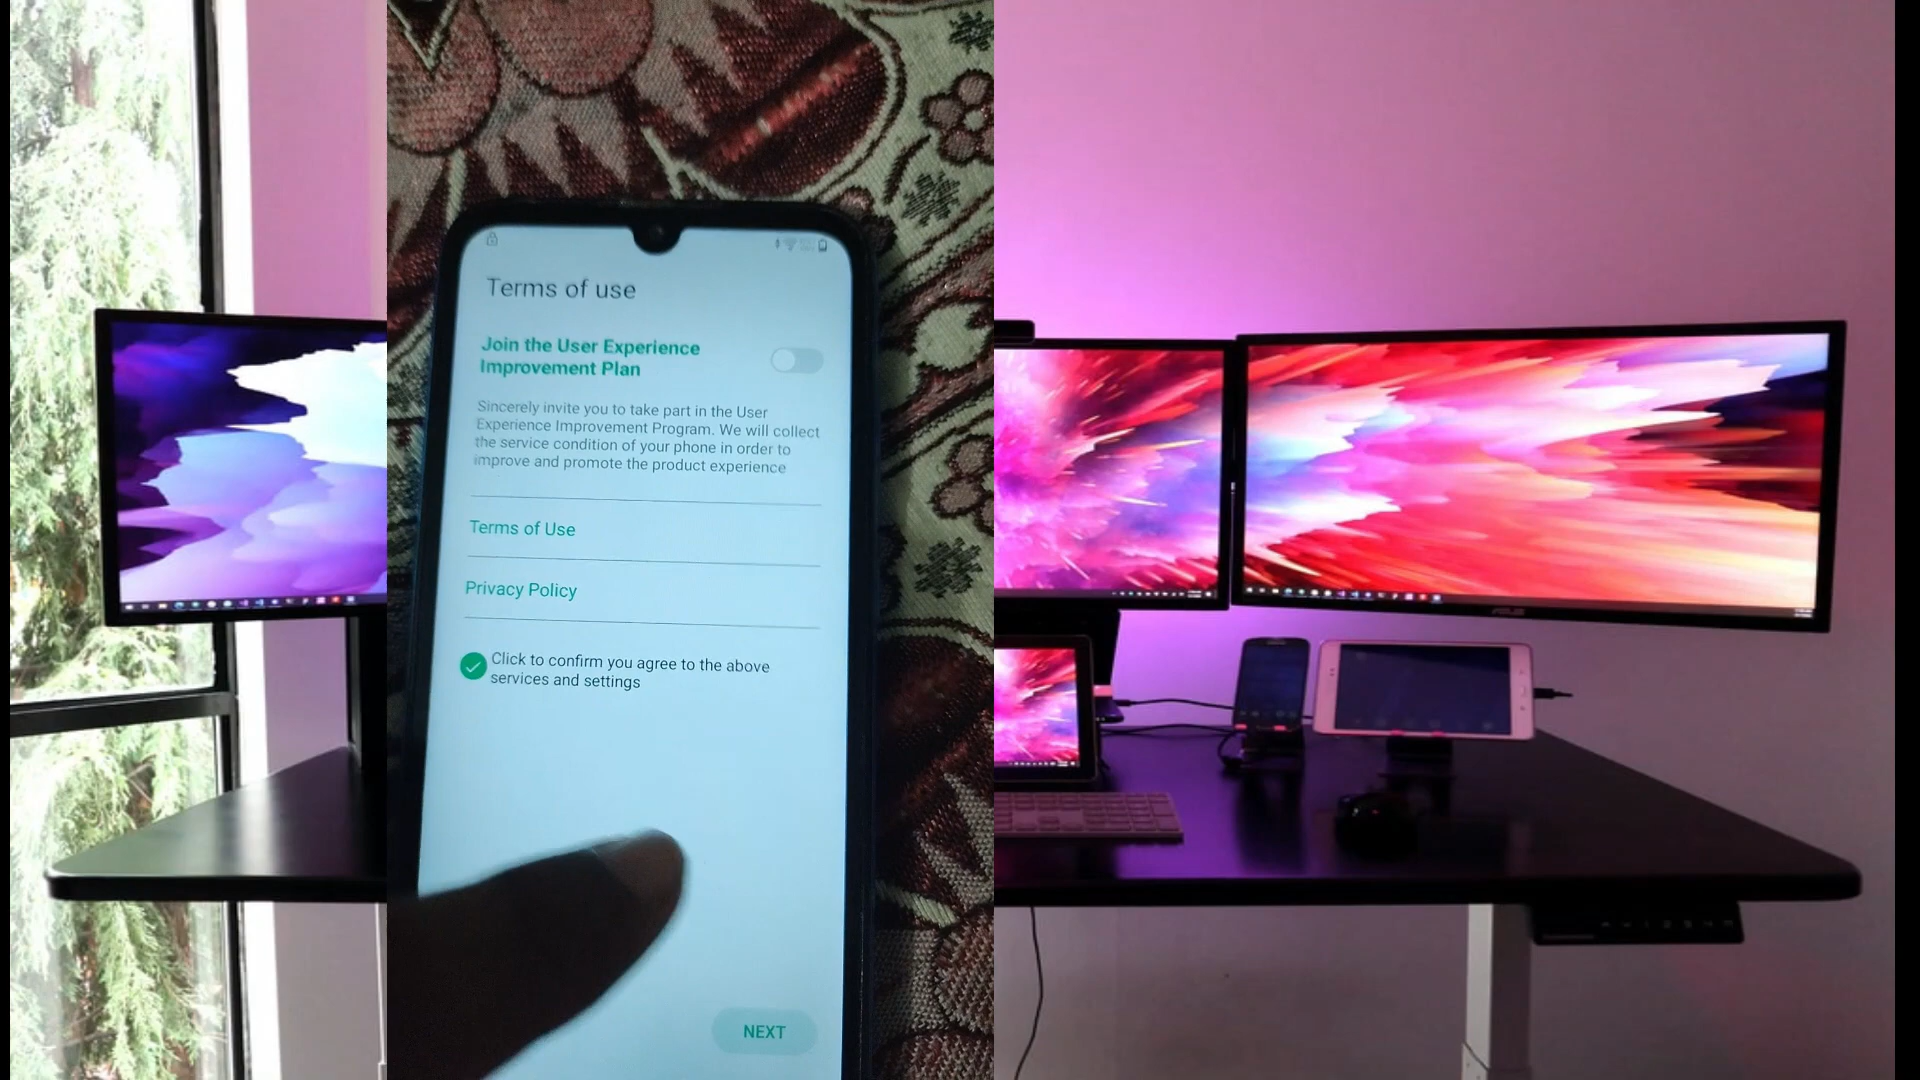 Terms of use
Join the User Experience
Improvement Plan
Sincerely invite you to take part in the User
Experience Improvement Program. We will collect
the service condition of your phone in order to
improve and promote the product experience
Terms of Use
Privacy Policy
Click to confirm you agree to the above
services and settings
NEXT
ASUS